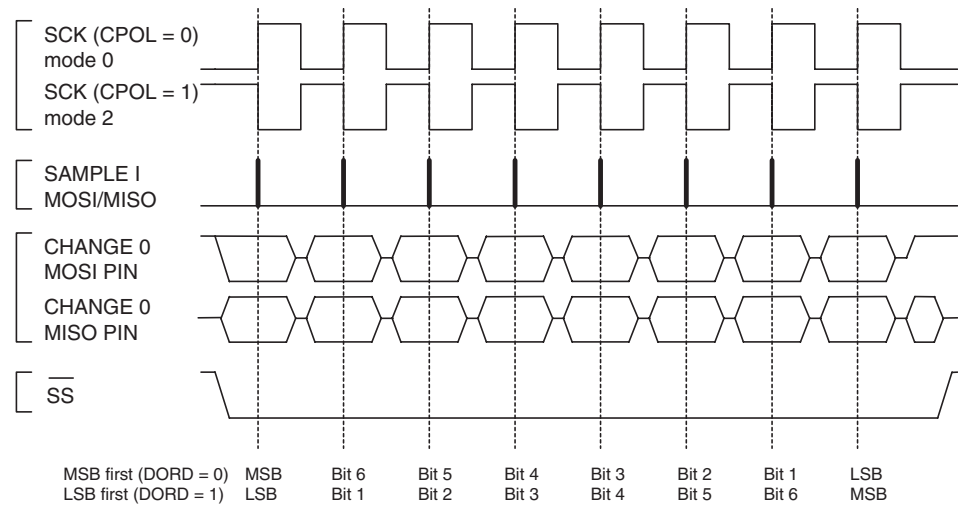 SCK (CPOL = 0)
mode 0
SCK (CPOL = 1)
mode 2
SAMPLE I
MOSI/MISO
CHANGE 0
MOSI PIN
CHANGE 0
MISO PIN
SS
MSB first (DORD = 0) MSB Bit 6 Bit 5 Bit 4 Bit 3 Bit 2 Bit 1 LSB
LSB first (DORD = 1) LSB Bit 1 Bit 2 Bit 3 Bit 4 Bit 5 Bit 6 MSB